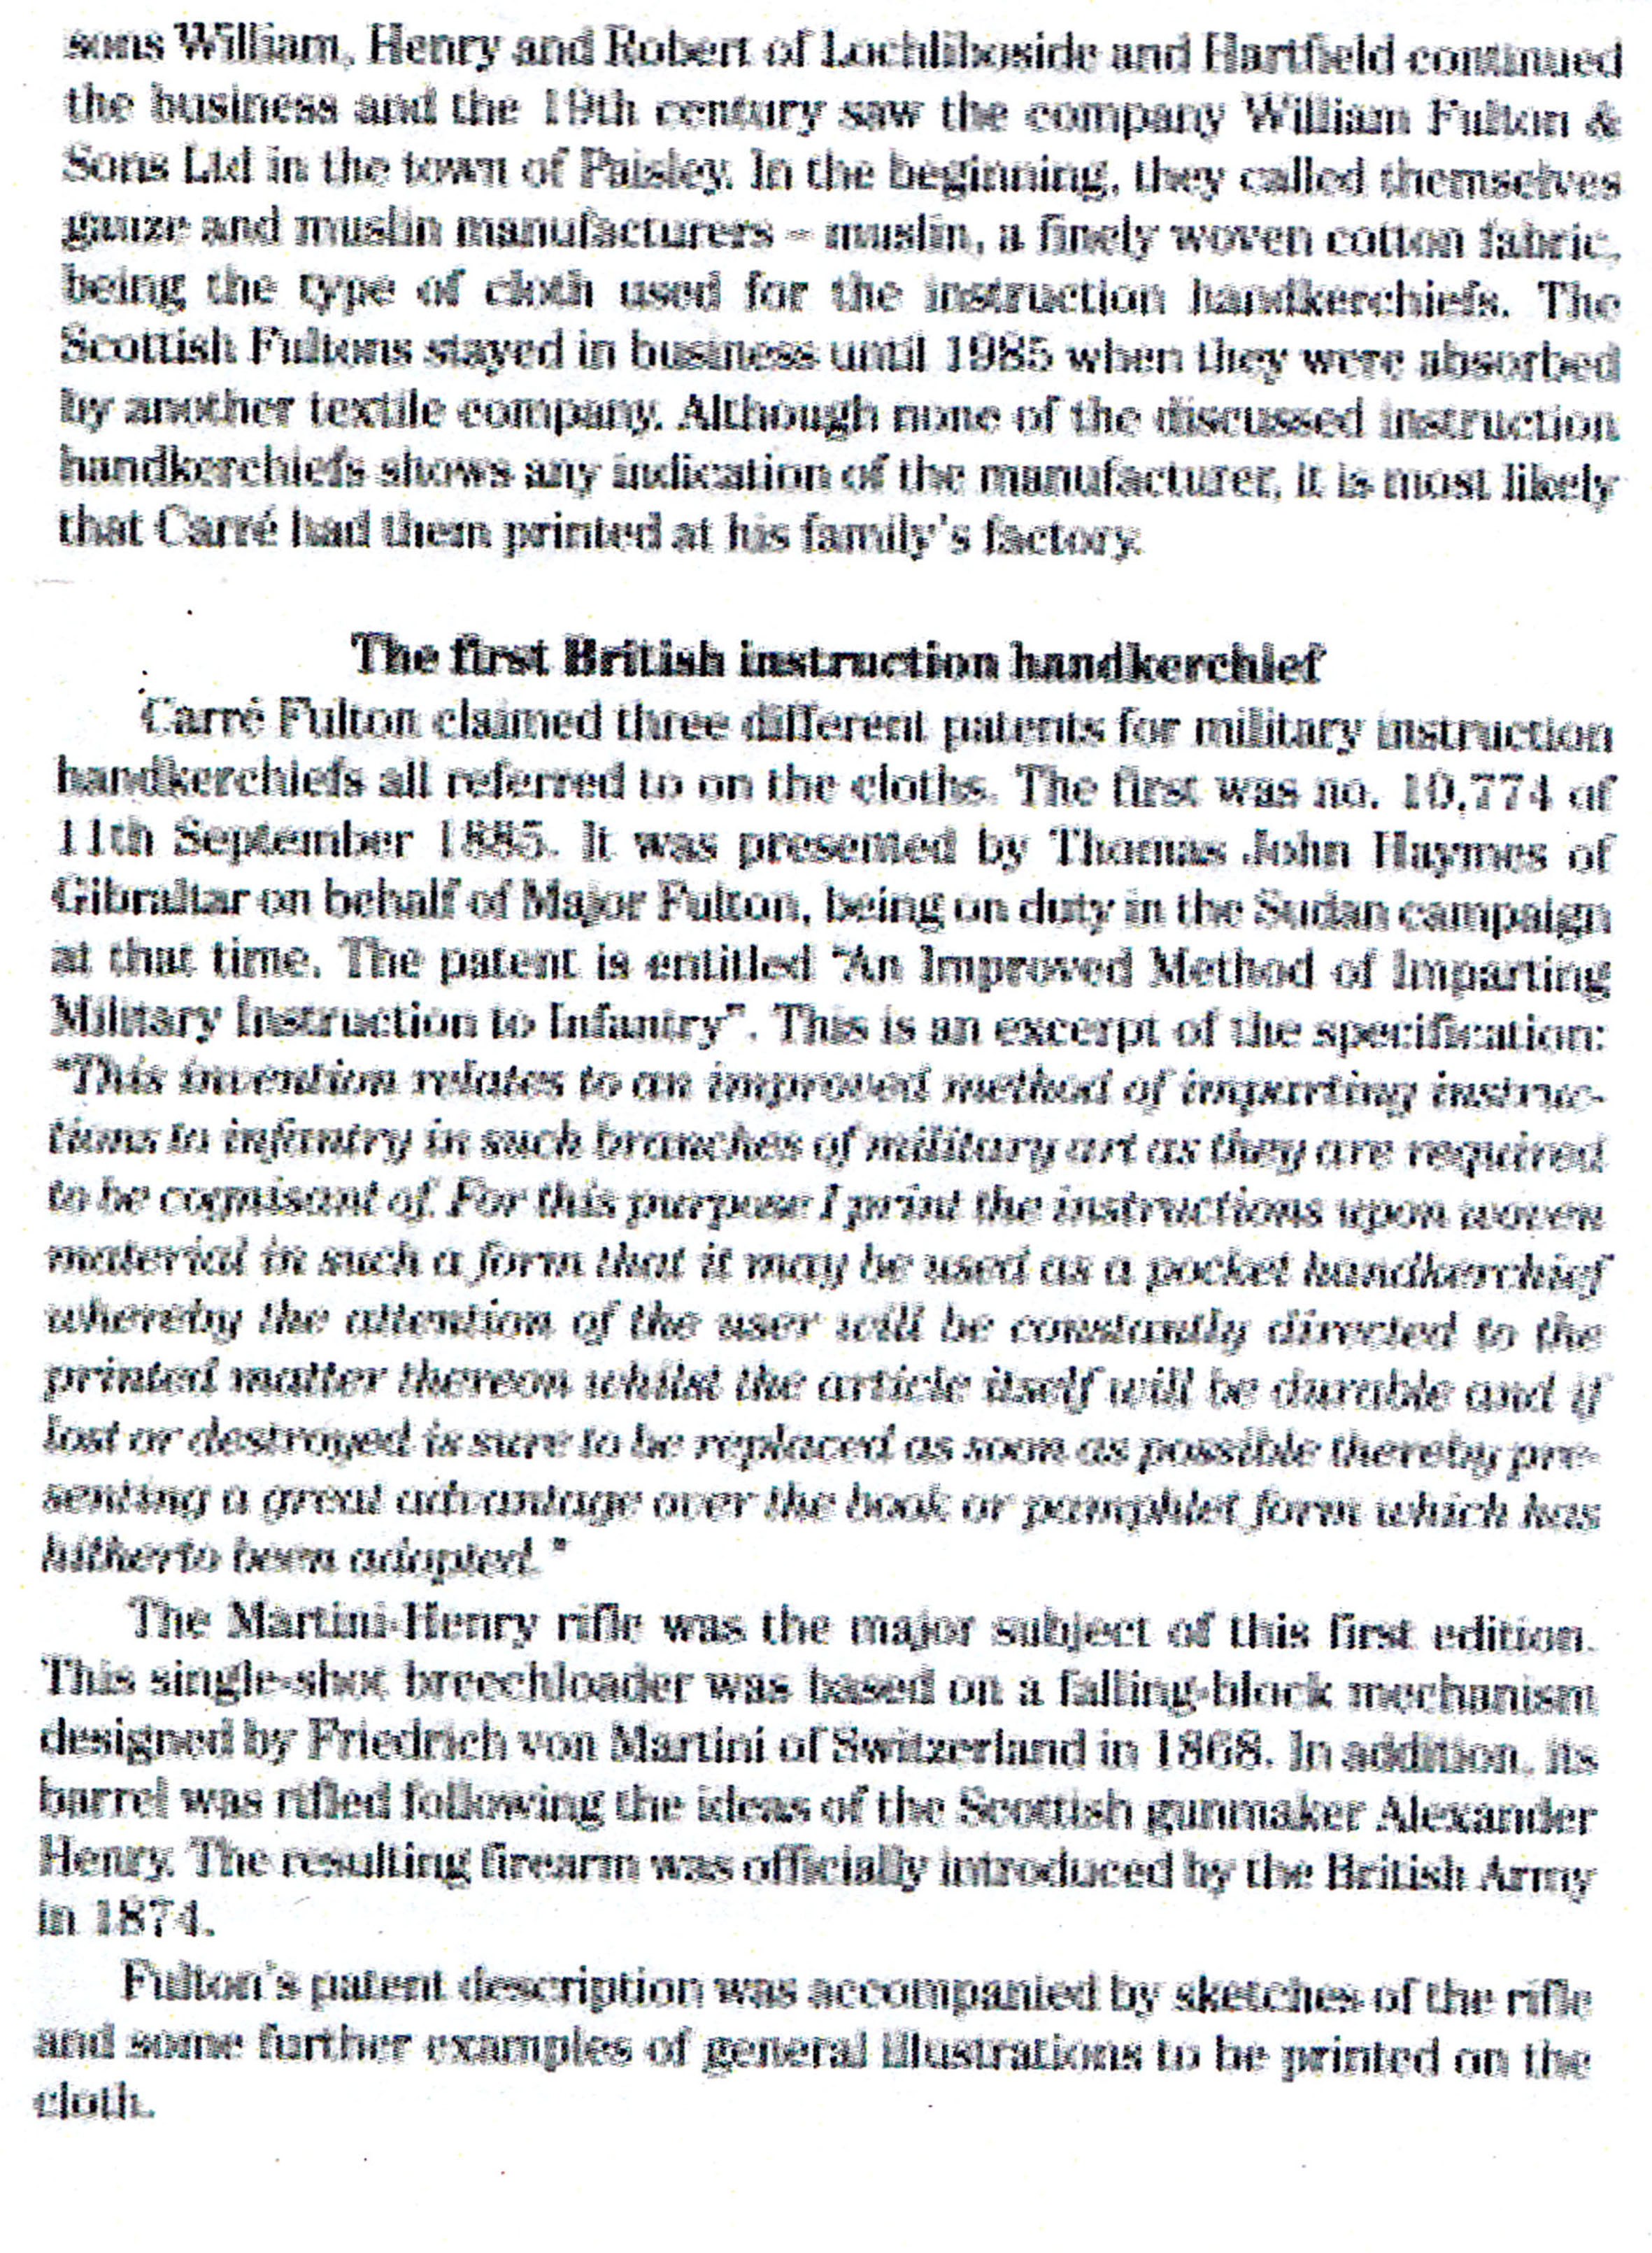 sons William, Henry and Robert of Lochliboside and Hartfield continued
the business and the 19th century saw the company William Fulton &
Sons Ltd in the town of Paisley. In the beginning, they called themselves
gauze and muslin manufacturers – muslin, a finely woven cotton fabric,
being the type of cloth used for the instruction handkerchiefs. The
Scottish Fultons stayed in business until 1985 when they were absorbed
by another textile company. Although none of the discussed instruction
handkerchiefs shows any indication of the manufacturer, it is most likely
that Carré had them printed at his family's factory.
The first British instruction handkerchief
Carré Fulton claimed three different patents for military instruction
handkerchiefs all referred to on the cloths. The first was no. 10,774 of
11th September 1885. It was presented by Thomas John Haymes of
Gibraltar on behalf of Major Fulton, being on duty in the Sudan campaign
at that time. The patent is entitled "An Improved Method of Imparting
Military Instruction to Infantry". This is an excerpt of the specification:
"This invention relates to an improved method of imparting instruc-
tions to infantry in such branches of military art as they are required
to be cognisant of. For this purpose I print the instructions upon woven
material in such a form that it may be used as a pocket handkerchief
whereby the attention of the user will be constantly directed to the
printed matter thereon whilst the article itself will be durable and if
lost or destroyed is sure to be replaced as soon as possible thereby pre-
senting a great advantage over the book or pamphlet form which has
hitherto been adopted."
The Martini-Henry rifle was the major subject of this first edition.
This single-shot breechloader was based on a falling-block mechanism
designed by Friedrich von Martini of Switzerland in 1868. In addition, its
barrel was rifled following the ideas of the Scottish gunmaker Alexander
Henry. The resulting firearm was officially introduced by the British Army
in 1874.
Fulton's patent description was accompanied by sketches of the rifle
and some further examples of general illustrations to be printed on the
cloth.